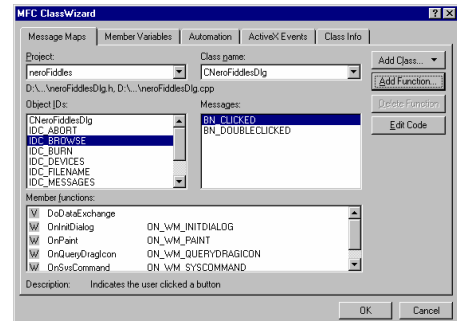 MFC ClassWizard
Message Maps Member Variables Automation ActiveX Events Class Info
Project:
neroFiddles
Class name:
CNeroFiddlesDlg
Add Class...
Add Function...
D:\...\neroFiddlesDlg.h, D:\...\neroFiddlesDlg.cpp
Delete Function
Object IDs:
Messages:
Edit Code
CNeroFiddlesDlg
IDC_ABORT
IDC_BROWSE
IDC_BURN
IDC_DEVICES
IDC_FILENAME
IDC_MESSAGES
BN_CLICKED
BN_DOUBLECLICKED
Member functions:
V DoDataExchange
W OnInitDialog ON_WM_INITDIALOG
W OnPaint ON_WM_PAINT
W OnQueryDragIcon ON_WM_QUERYDRAGICON
W OnSysCommand ON_WM_SYSCOMMAND
Description: Indicates the user clicked a button
OK Cancel